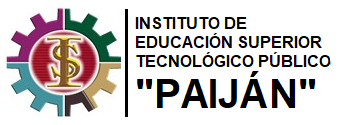 INSTITUTO DE
EDUCACIÓN SUPERIOR
TECNOLÓGICO PÚBLICO
"PAIJÁN"